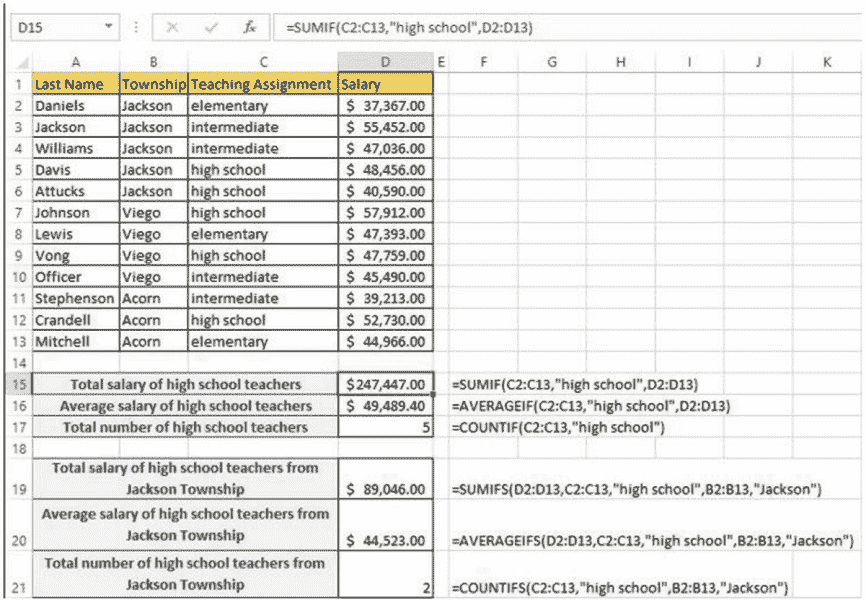 D15 fx =SUMIF(C2:C13,"high school",D2:D13)
A B C D E F G H I J K
1 Last Name Township Teaching Assignment Salary
2 Daniels Jackson elementary $ 37,367.00
3 Jackson Jackson intermediate $ 55,452.00
4 Williams Jackson intermediate $ 47,036.00
5 Davis Jackson high school $ 48,456.00
6 Attucks Jackson high school $ 40,590.00
7 Johnson Viego high school $ 57,912.00
8 Lewis Viego elementary $ 47,393.00
9 Vong Viego high school $ 47,759.00
10 Officer Viego intermediate $ 45,490.00
11 Stephenson Acorn intermediate $ 39,213.00
12 Crandell Acorn high school $ 52,730.00
13 Mitchell Acorn elementary $ 44,966.00
14
15 Total salary of high school teachers $247,447.00 =SUMIF(C2:C13,"high school",D2:D13)
16 Average salary of high school teachers $ 49,489.40 =AVERAGEIF(C2:C13,"high school",D2:D13)
17 Total number of high school teachers 5 =COUNTIF(C2:C13,"high school")
18
Total salary of high school teachers from
19 Jackson Township $ 89,046.00 =SUMIFS(D2:D13,C2:C13,"high school",B2:B13,"Jackson")
Average salary of high school teachers from
20 Jackson Township $ 44,523.00 =AVERAGEIFS(D2:D13,C2:C13,"high school",B2:B13,"Jackson")
Total number of high school teachers from
21 Jackson Township 2 =COUNTIFS(C2:C13,"high school",B2:B13,"Jackson")